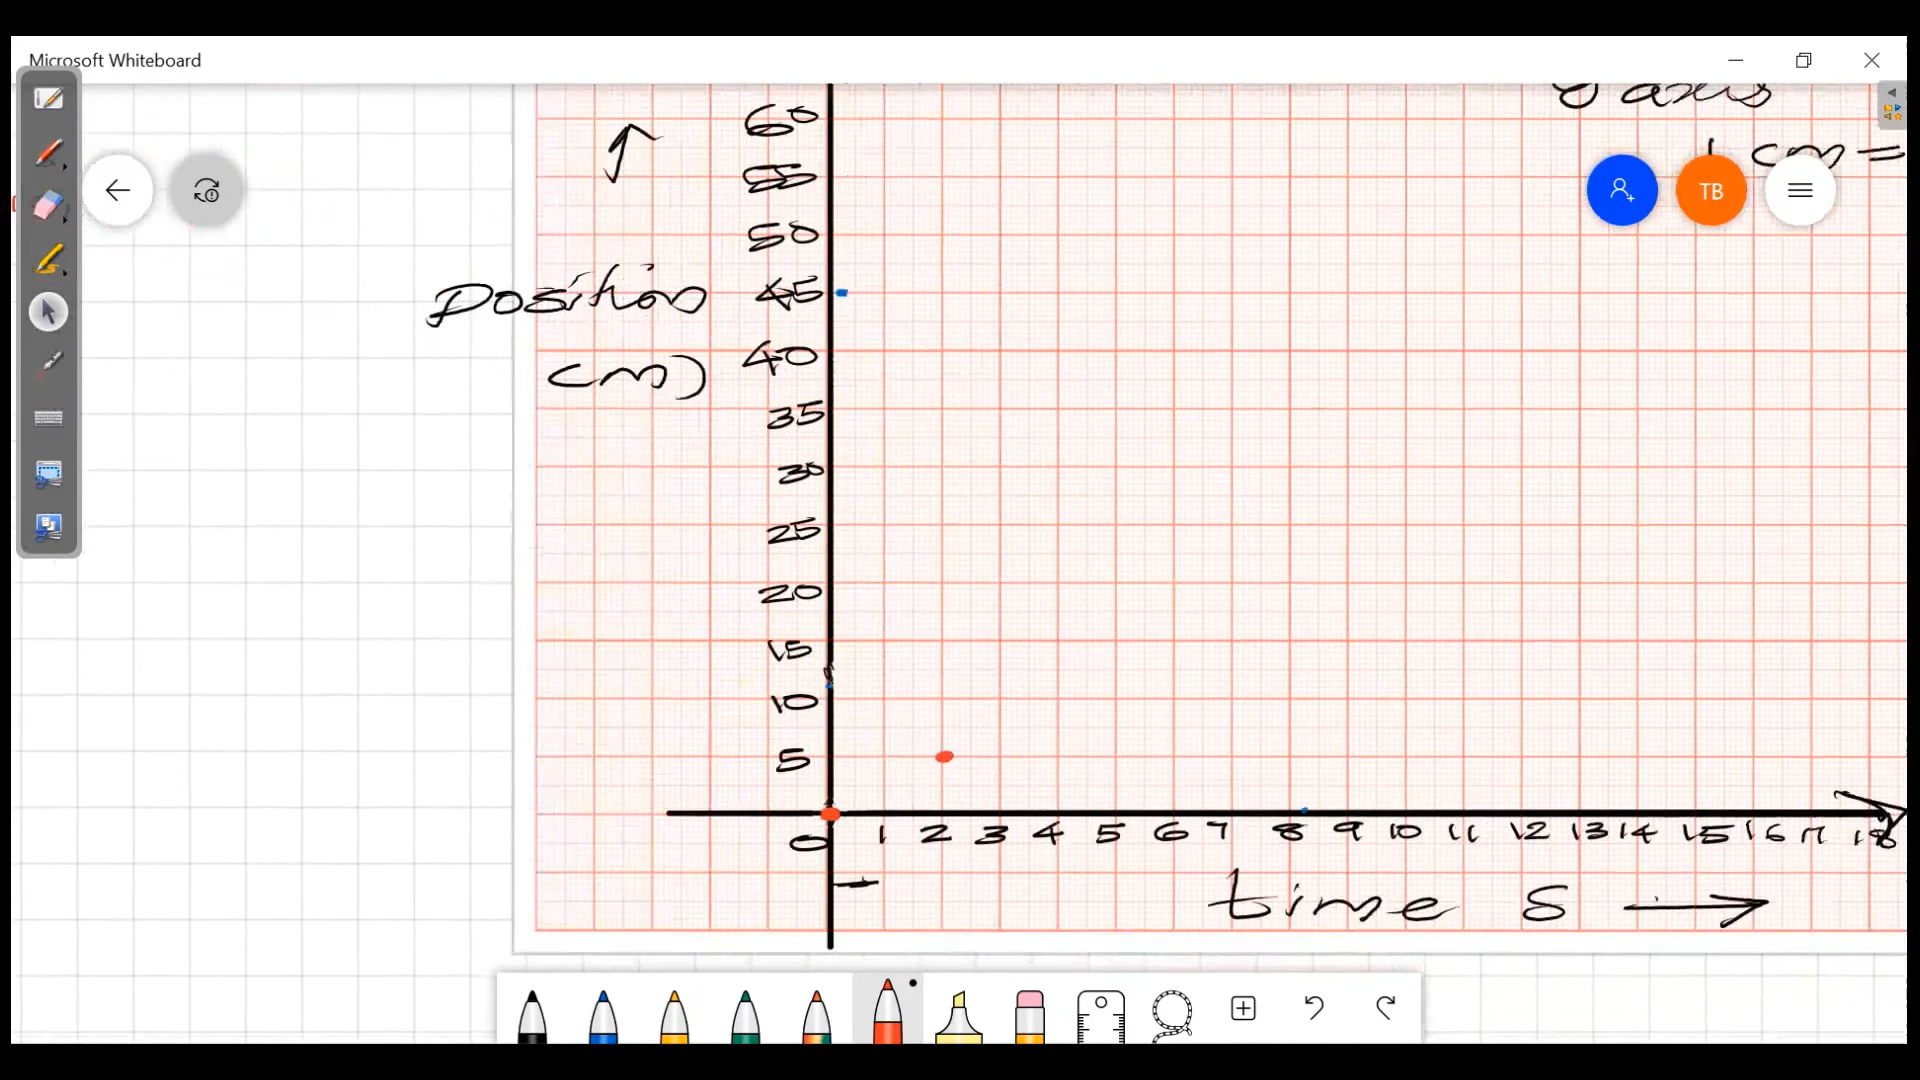 Microsoft Whiteboard
axis
1 cm =
TB
60
55
50
position 45
cm) 40
35
30
25
20
15
10
5
0 1 2 3 4 5 6 7 8 9 10 11 12 13 14 15 16 17 18
time s